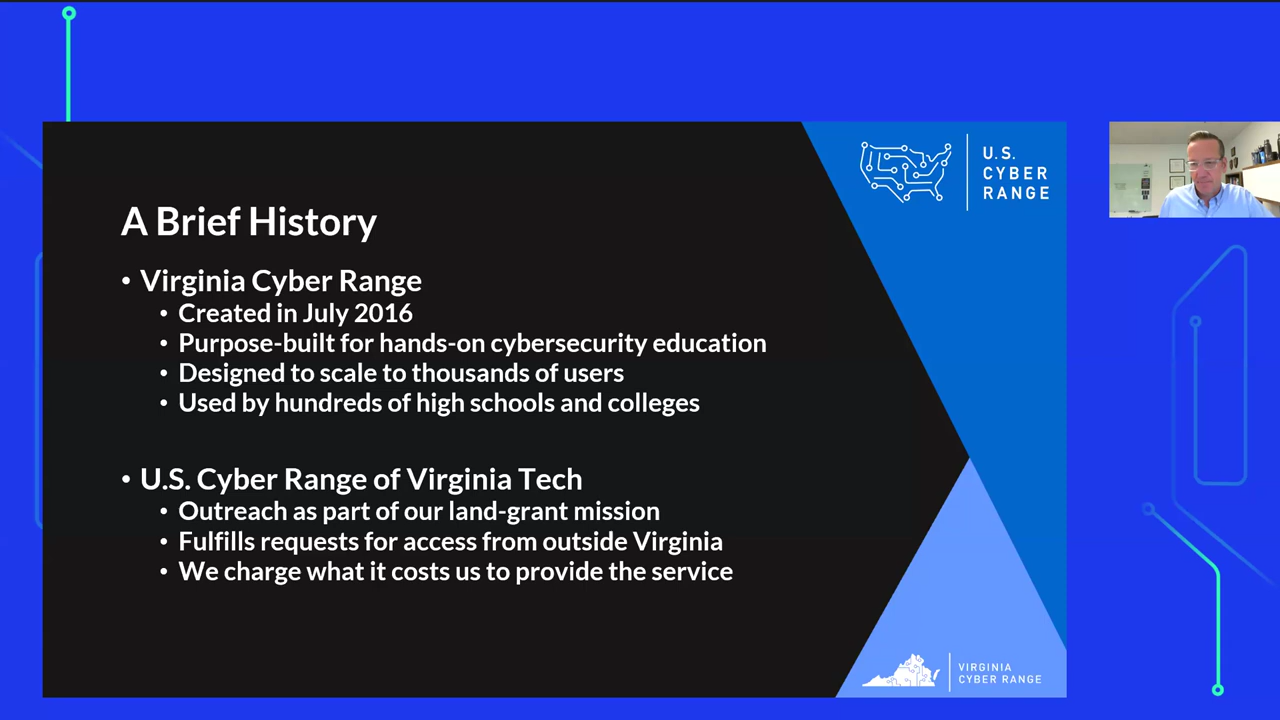 U.S.
CYBER
RANGE
A Brief History
• Virginia Cyber Range
• Created in July 2016
• Purpose-built for hands-on cybersecurity education
• Designed to scale to thousands of users
• Used by hundreds of high schools and colleges
• U.S. Cyber Range of Virginia Tech
• Outreach as part of our land-grant mission
• Fulfills requests for access from outside Virginia
• We charge what it costs us to provide the service
VIRGINIA
CYBER RANGE